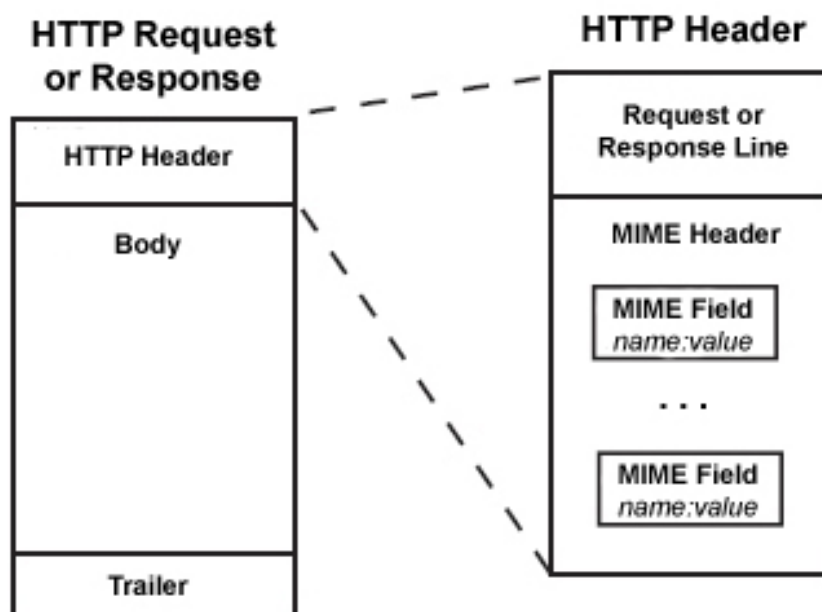 HTTP Request
or Response
HTTP Header
Body
Trailer
HTTP Header
Request or
Response Line
MIME Header
MIME Field
name:value
. . .
MIME Field
name:value